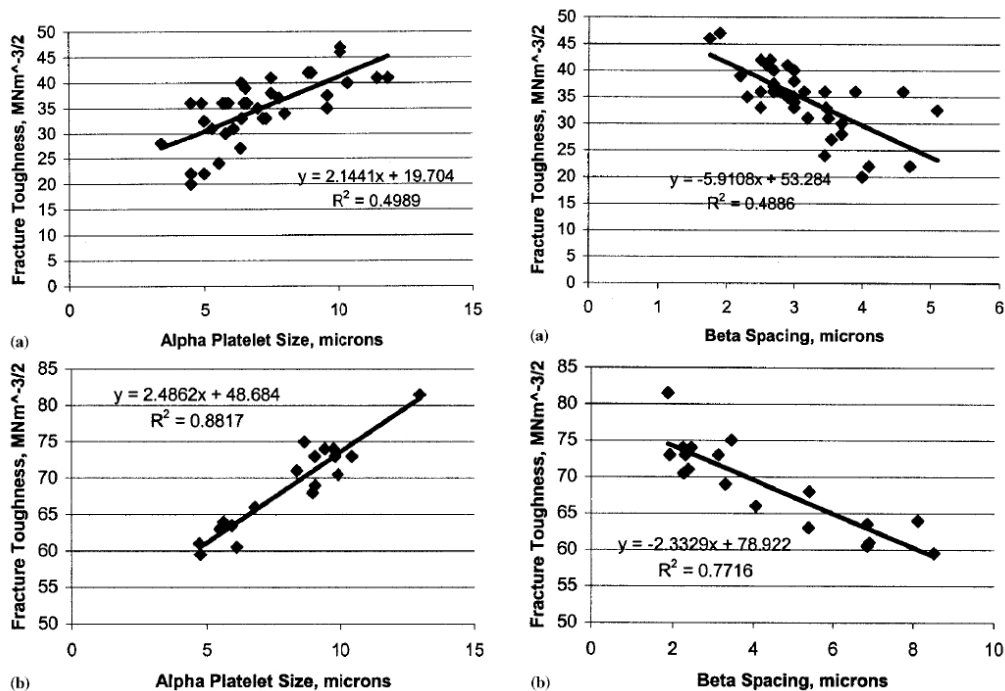 50
45
40
35
30
25
20
15
10
5
0
Fracture Toughness, MNm^-3/2
y = 2.1441x + 19.704
R² = 0.4989
0 5 10 15
(a) Alpha Platelet Size, microns
50
45
40
35
30
25
20
15
10
5
0
Fracture Toughness, MNm^-3/2
y = -5.9108x + 53.284
R² = 0.4886
0 1 2 3 4 5 6
(a) Beta Spacing, microns
85
80
75
70
65
60
55
50
Fracture Toughness, MNm^-3/2
y = 2.4862x + 48.684
R² = 0.8817
0 5 10 15
(b) Alpha Platelet Size, microns
85
80
75
70
65
60
55
50
Fracture Toughness, MNm^-3/2
y = -2.3329x + 78.922
R² = 0.7716
0 2 4 6 8 10
(b) Beta Spacing, microns